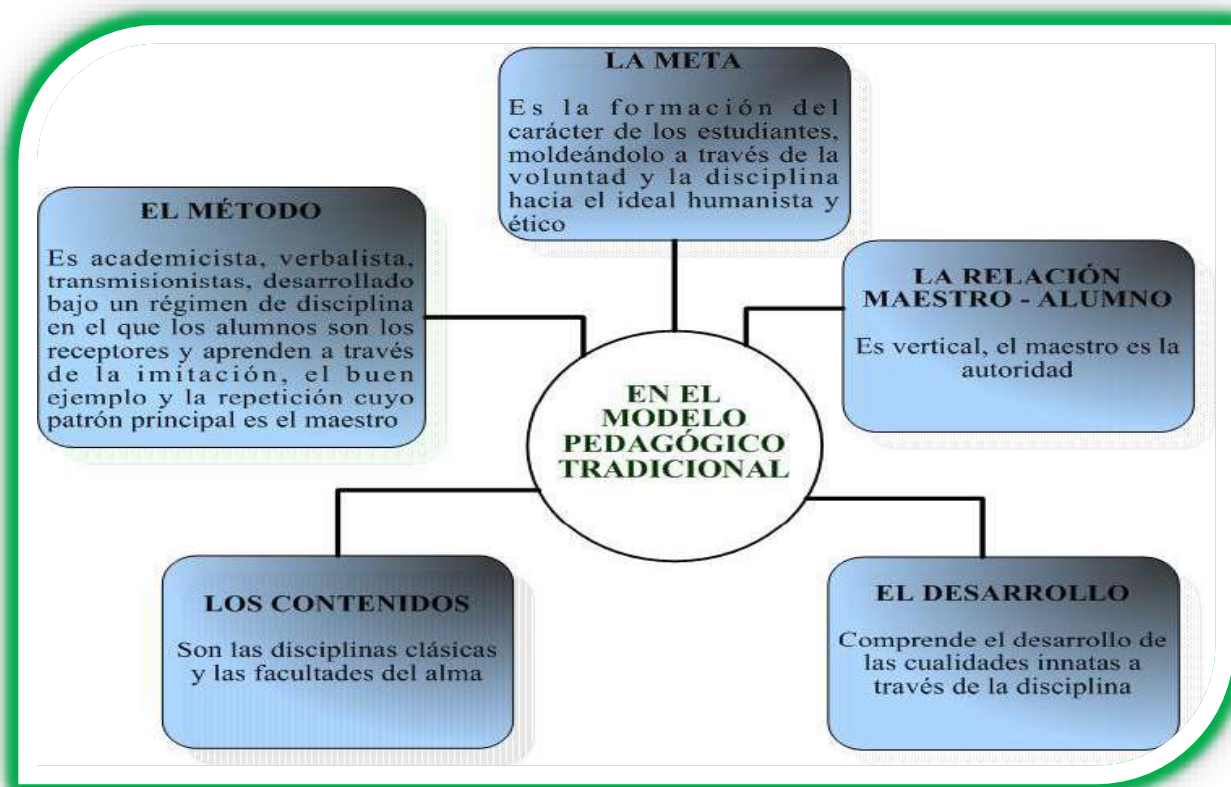 LA META
Es la formación del
carácter de los estudiantes,
moldeándolo a través de la
voluntad y la disciplina
hacia el ideal humanista y
ético
EL MÉTODO
Es academicista, verbalista,
transmisionistas, desarrollado
bajo un régimen de disciplina
en el que los alumnos son los
receptores y aprenden a través
de la imitación, el buen
ejemplo y la repetición cuyo
patrón principal es el maestro
LA RELACIÓN
MAESTRO - ALUMNO
Es vertical, el maestro es la
autoridad
EN EL
MODELO
PEDAGÓGICO
TRADICIONAL
LOS CONTENIDOS
Son las disciplinas clásicas
y las facultades del alma
EL DESARROLLO
Comprende el desarrollo de
las cualidades innatas a
través de la disciplina